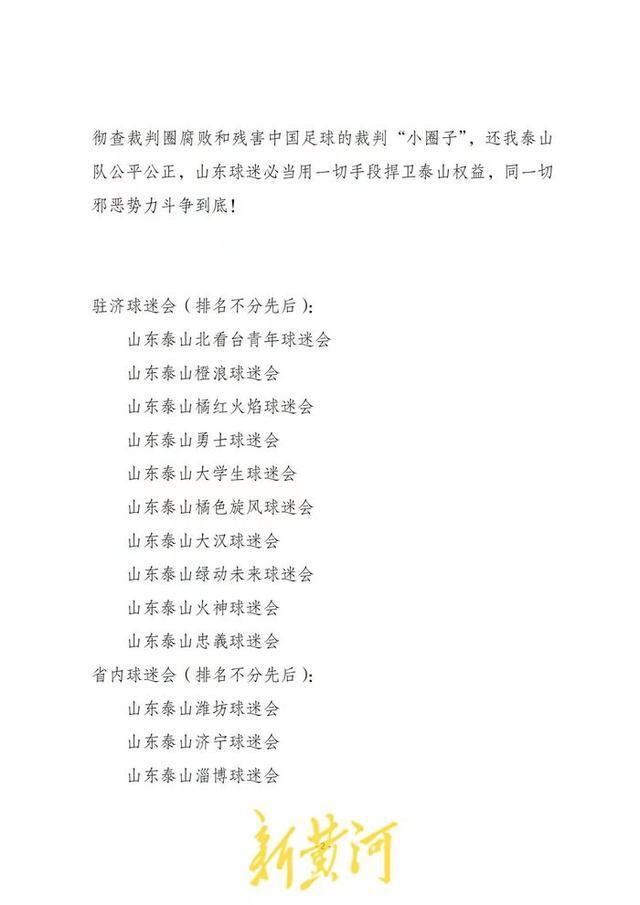 彻查裁判圈腐败和残害中国足球的裁判“小圈子”，还我泰山
队公平公正，山东球迷必当用一切手段捍卫泰山权益，同一切
邪恶势力斗争到底！
驻济球迷会（排名不分先后）：
山东泰山北看台青年球迷会
山东泰山橙浪球迷会
山东泰山橘红火焰球迷会
山东泰山勇士球迷会
山东泰山大学生球迷会
山东泰山橘色旋风球迷会
山东泰山大汉球迷会
山东泰山绿动未来球迷会
山东泰山火神球迷会
山东泰山忠義球迷会
省内球迷会（排名不分先后）：
山东泰山潍坊球迷会
山东泰山济宁球迷会
山东泰山淄博球迷会
- 2 -
新黄河